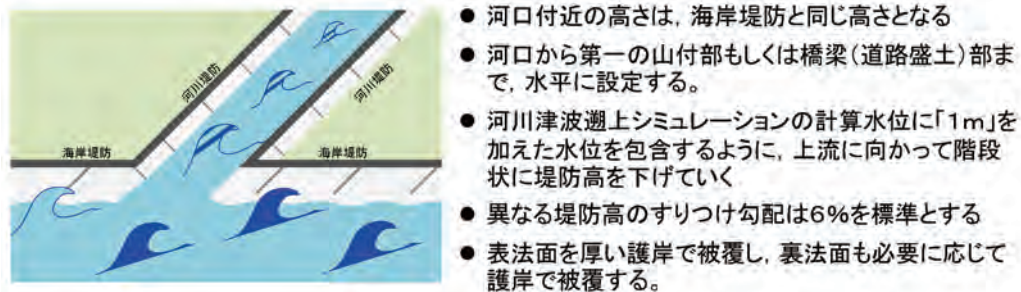 河川堤防
河川堤防
海岸堤防
海岸堤防
● 河口付近の高さは，海岸堤防と同じ高さとなる
● 河口から第一の山付部もしくは橋梁（道路盛土）部ま
で，水平に設定する。
● 河川津波遡上シミュレーションの計算水位に「1m」を
加えた水位を包含するように，上流に向かって階段
状に堤防高を下げていく
● 異なる堤防高のすりつけ勾配は6％を標準とする
● 表法面を厚い護岸で被覆し，裏法面も必要に応じて
護岸で被覆する。